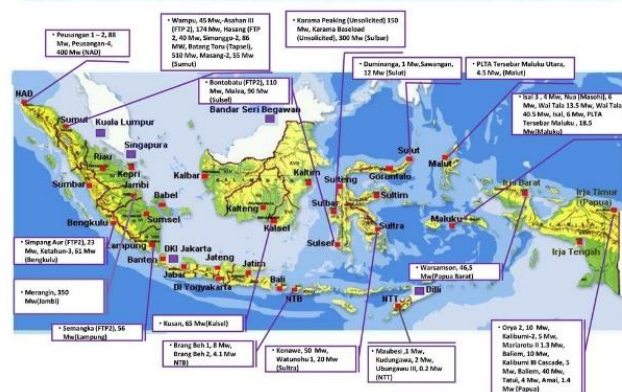 Peusangan 1 – 2, 88
Mw, Peusangan-4,
400 Mw (NAD)
Wampu, 45 Mw,-Asahan III
(FTP 2), 174 Mw, Hasang (FTP
2, 40 Mw, Simonggo-2, 86
MW, Batang Toru (Tapsel),
510 Mw, Masang-2, 55 Mw
(Sumut)
Karama Peaking (Unsolicited) 150
Mw, Karama Baseload
(Unsolicited), 300 Mw (Sulbar)
Duminanga, 1 Mw, Sawangan,
12 Mw (Sulut)
PLTA Tersebar Maluku Utara,
4.5 Mw, (Malut)
Bontobatu (FTP2), 110
Mw, Malea, 90 Mw
(Sulsel)
Isal 3 , 4 Mw, Nua (Masohi), 6
Mw, Wai Tala 13.5 Mw, Wai Tala
40.5 Mw, Isal, 6 Mw, PLTA
Tersebar Maluku , 18.5
Mw(Maluku)
NAD
Sumut
Kuala Lumpur
Bandar Seri Begawan
Singapura
Riau
Kepri
Sumbar
Jambi
Kalbar
Kaltim
Sulteng
Gorontalo
Sulut
Malut
Irja Barat
Irja Timur
(Papua)
Bengkulu
Babel
Sumsel
Kalteng
Kalsel
Sulbar
Sultim
Sultra
Maluku
Irja Tengah
Lampung
Banten
DKI Jakarta
Jabar
Jateng
DI Yogyakarta
Jatim
Bali
NTB
Sulsel
NTT
Dilli
Simpang Aur (FTP2), 23
Mw, Ketahun-3, 61 Mw
(Bengkulu)
Merangin, 350
Mw(Jambi)
Semangka (FTP2), 56
Mw(Lampung)
Kusan, 65 Mw(Kalsel)
Brang Beh 1, 8 Mw,
Brang Beh 2, 4.1 Mw
NTB)
Konawe, 50 Mw,
Watunohu 1, 20 Mw
(Sultra)
Maubesi ,1 Mw,
Kudungawa, 2 Mw,
Ubungawu III, 0.2 Mw
(NTT)
Warsamson, 46,5
Mw(Papua Barat)
Orya 2, 10 Mw,
Kalibumi-2, 5 Mw,
Mariarotu II 1.3 Mw,
Baliem, 10 Mw,
Kalibumi III Cascade, 5
Mw, Baliem, 40 Mw,
Tatui, 4 Mw, Amai, 1.4
Mw (Papua)